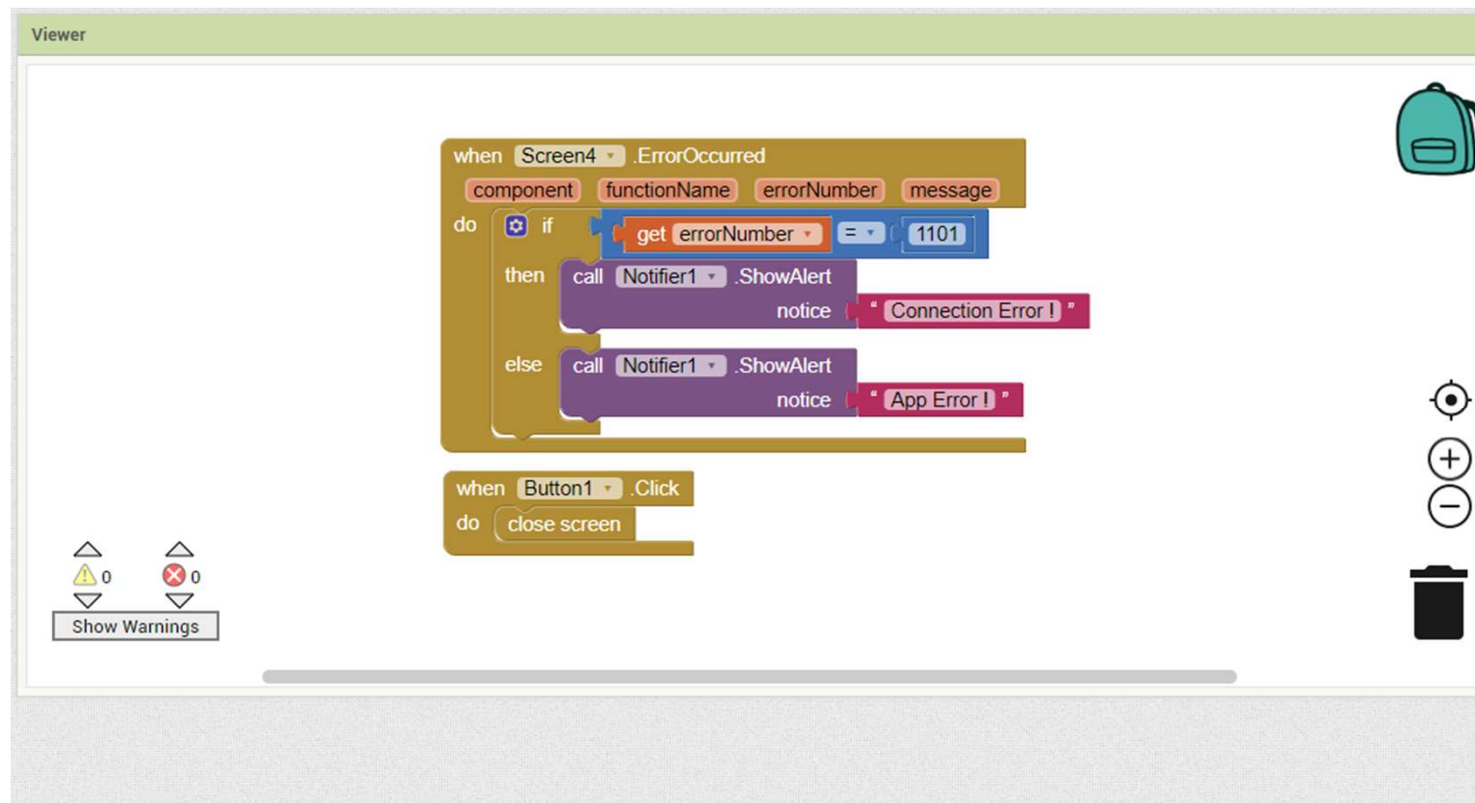 Viewer
when Screen4 .ErrorOccurred
component functionName errorNumber message
do if get errorNumber = 1101
then call Notifier1 .ShowAlert
notice " Connection Error ! "
else call Notifier1 .ShowAlert
notice " App Error ! "
when Button1 .Click
do close screen
0 0
Show Warnings